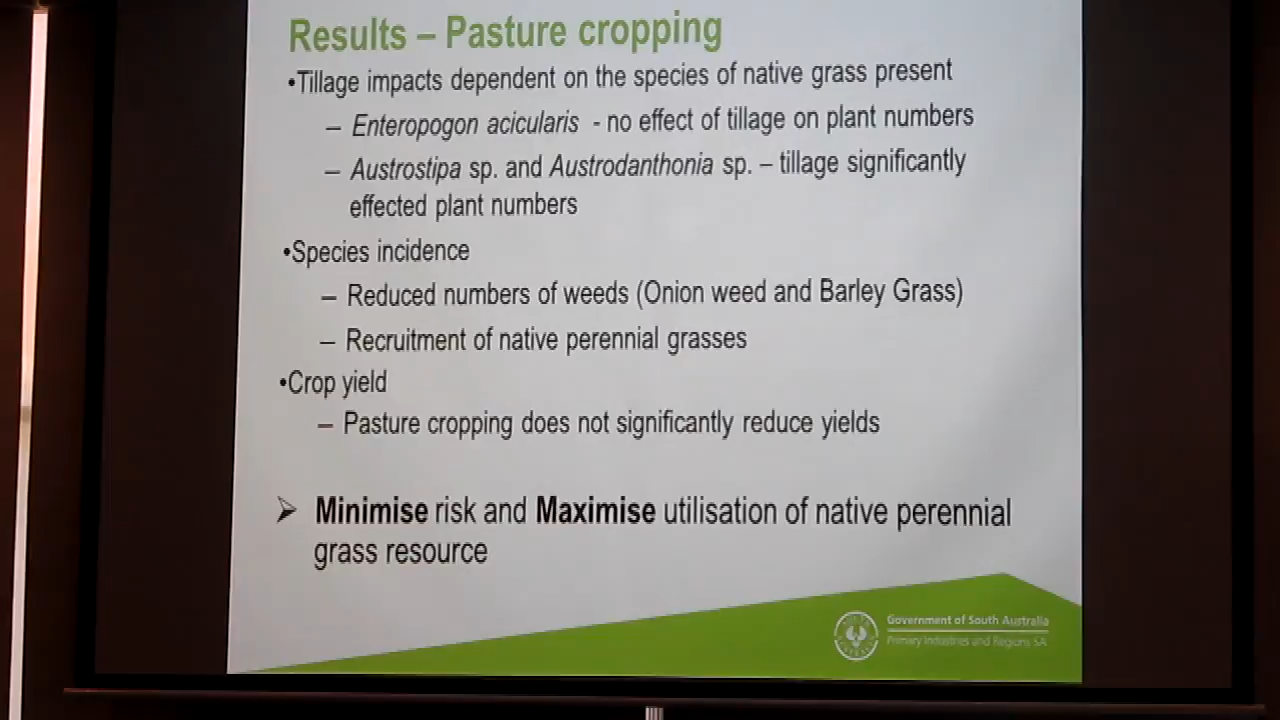 Results – Pasture cropping
•Tillage impacts dependent on the species of native grass present
– Enteropogon acicularis - no effect of tillage on plant numbers
– Austrostipa sp. and Austrodanthonia sp. – tillage significantly
effected plant numbers
•Species incidence
– Reduced numbers of weeds (Onion weed and Barley Grass)
– Recruitment of native perennial grasses
•Crop yield
– Pasture cropping does not significantly reduce yields
➢ Minimise risk and Maximise utilisation of native perennial
grass resource
Government of South Australia
Primary Industries and Regions SA